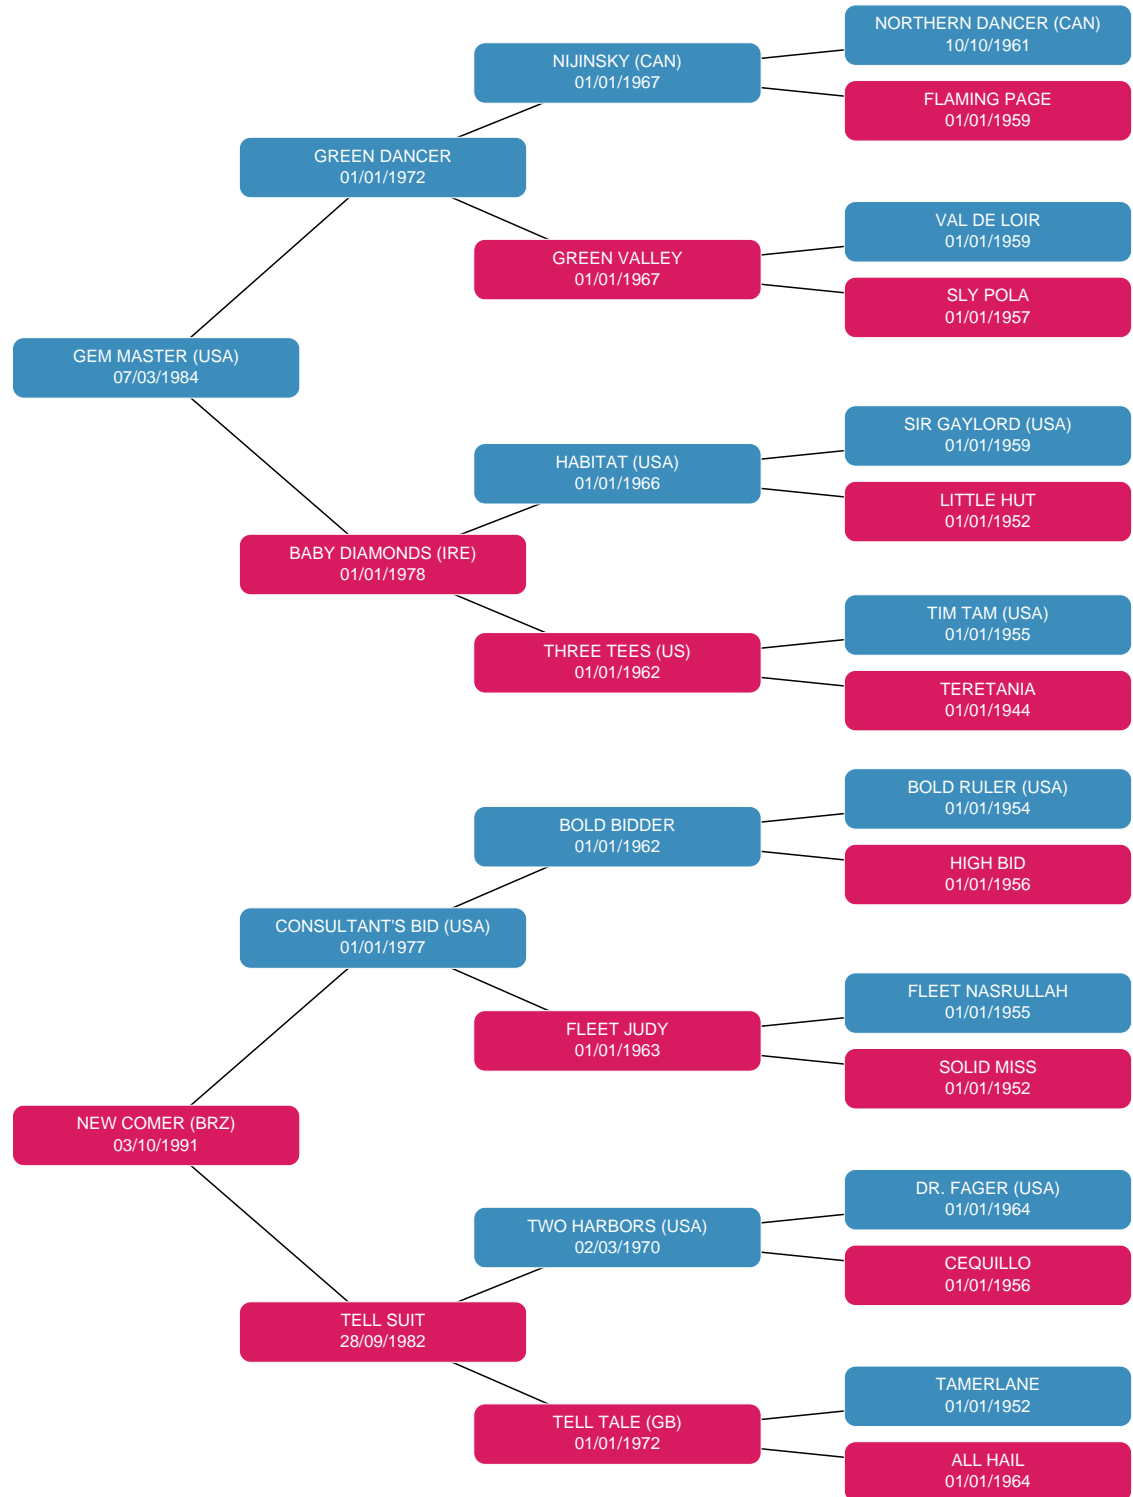 NORTHERN DANCER (CAN)
10/10/1961
NIJINSKY (CAN)
01/01/1967
FLAMING PAGE
01/01/1959
GREEN DANCER
01/01/1972
VAL DE LOIR
01/01/1959
GREEN VALLEY
01/01/1967
SLY POLA
01/01/1957
GEM MASTER (USA)
07/03/1984
SIR GAYLORD (USA)
01/01/1959
HABITAT (USA)
01/01/1966
LITTLE HUT
01/01/1952
BABY DIAMONDS (IRE)
01/01/1978
TIM TAM (USA)
01/01/1955
THREE TEES (US)
01/01/1962
TERETANIA
01/01/1944
BOLD RULER (USA)
01/01/1954
BOLD BIDDER
01/01/1962
HIGH BID
01/01/1956
CONSULTANT'S BID (USA)
01/01/1977
FLEET NASRULLAH
01/01/1955
FLEET JUDY
01/01/1963
SOLID MISS
01/01/1952
NEW COMER (BRZ)
03/10/1991
DR. FAGER (USA)
01/01/1964
TWO HARBORS (USA)
02/03/1970
CEQUILLO
01/01/1956
TELL SUIT
28/09/1982
TAMERLANE
01/01/1952
TELL TALE (GB)
01/01/1972
ALL HAIL
01/01/1964